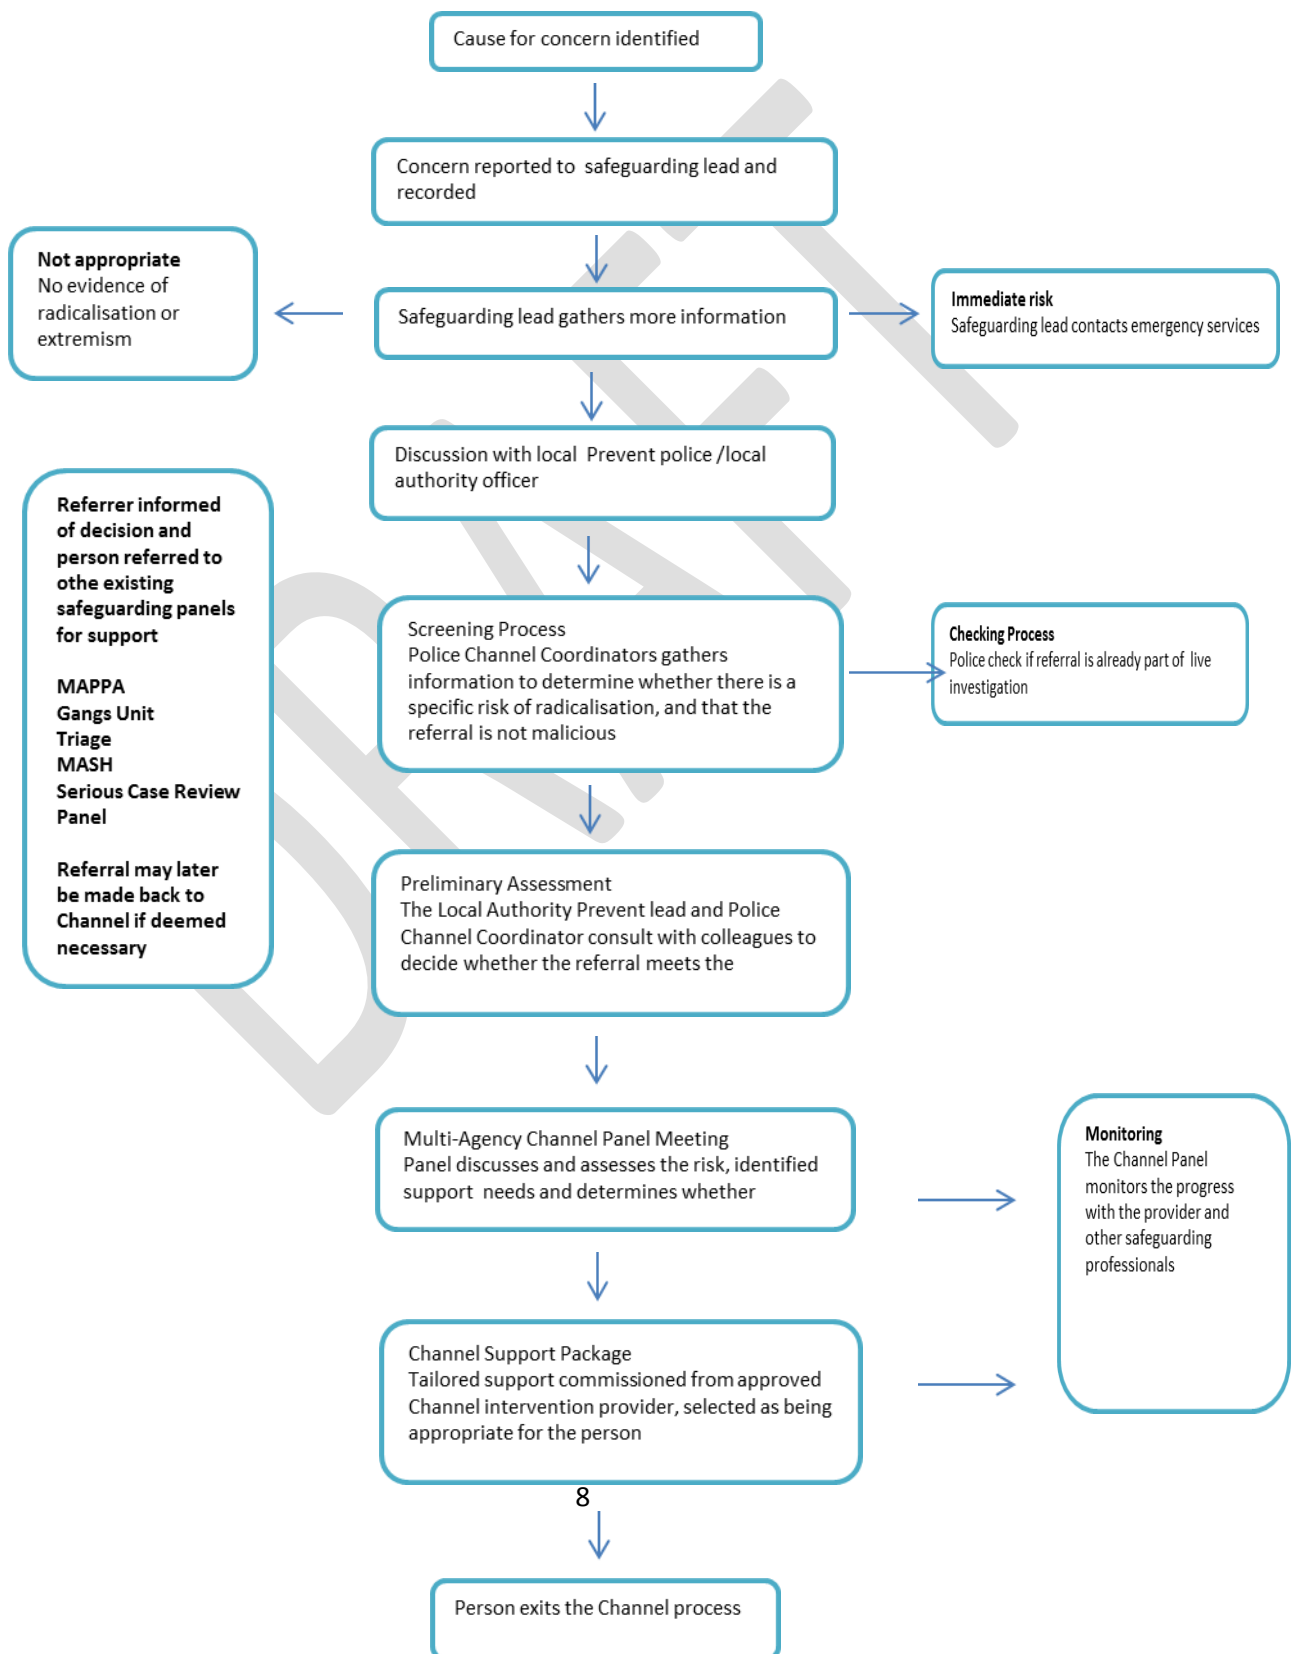 Cause for concern identified
Concern reported to safeguarding lead and
recorded
Not appropriate
No evidence of
radicalisation or
extremism
Safeguarding lead gathers more information
Immediate risk
Safeguarding lead contacts emergency services
Discussion with local Prevent police /local
authority officer
Referrer informed
of decision and
person referred to
othe existing
safeguarding panels
for support
MAPPA
Gangs Unit
Triage
MASH
Serious Case Review
Panel
Referral may later
be made back to
Channel if deemed
necessary
Screening Process
Police Channel Coordinators gathers
information to determine whether there is a
specific risk of radicalisation, and that the
referral is not malicious
Checking Process
Police check if referral is already part of live
investigation
Preliminary Assessment
The Local Authority Prevent lead and Police
Channel Coordinator consult with colleagues to
decide whether the referral meets the
Multi-Agency Channel Panel Meeting
Panel discusses and assesses the risk, identified
support needs and determines whether
Monitoring
The Channel Panel
monitors the progress
with the provider and
other safeguarding
professionals
Channel Support Package
Tailored support commissioned from approved
Channel intervention provider, selected as being
appropriate for the person
8
Person exits the Channel process
DRAFT